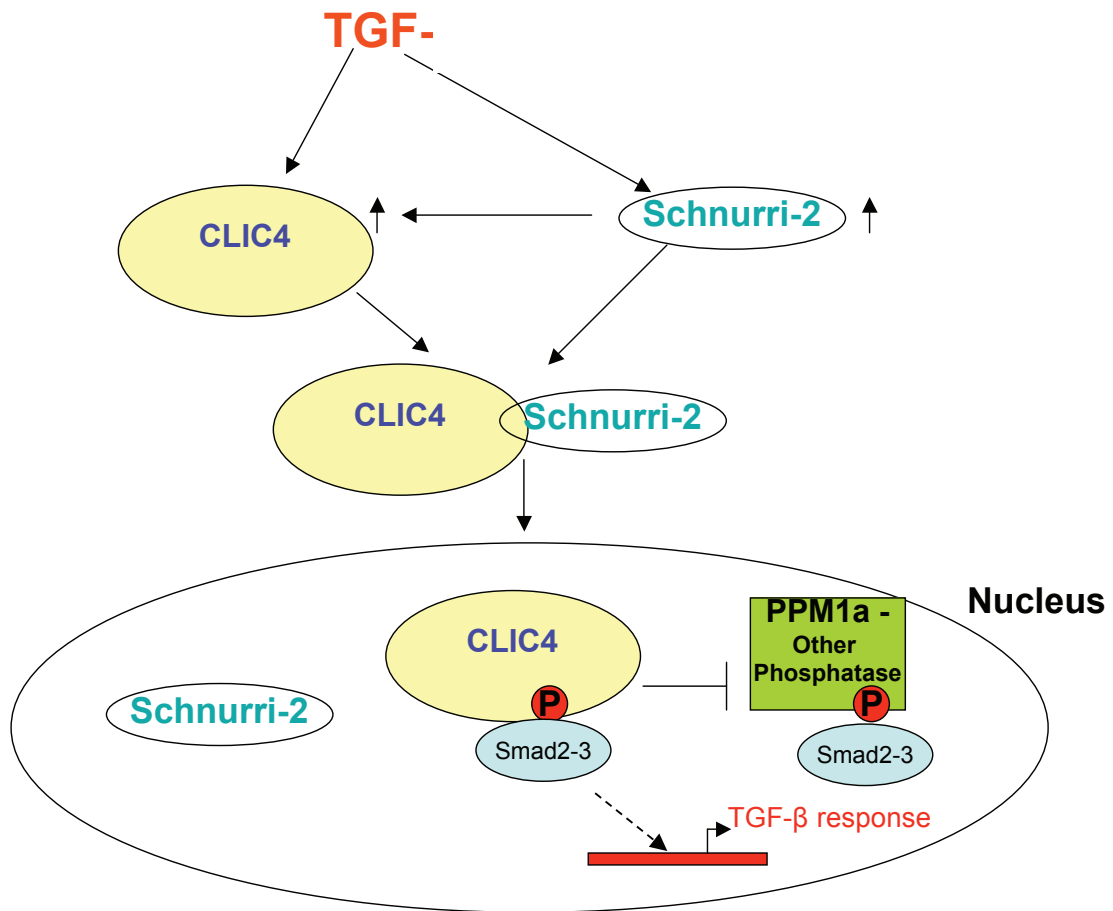 TGF-
CLIC4
Schnurri-2
CLIC4
Schnurri-2
Nucleus
CLIC4
PPM1a -
Other
Phosphatase
P
P
Schnurri-2
Smad2-3
Smad2-3
TGF-β response